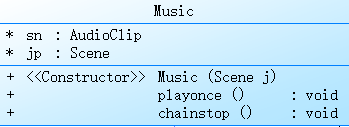 Music
* sn : AudioClip
* jp : Scene
+ <<Constructor>> Music (Scene j)
+ playonce () : void
+ chainstop () : void